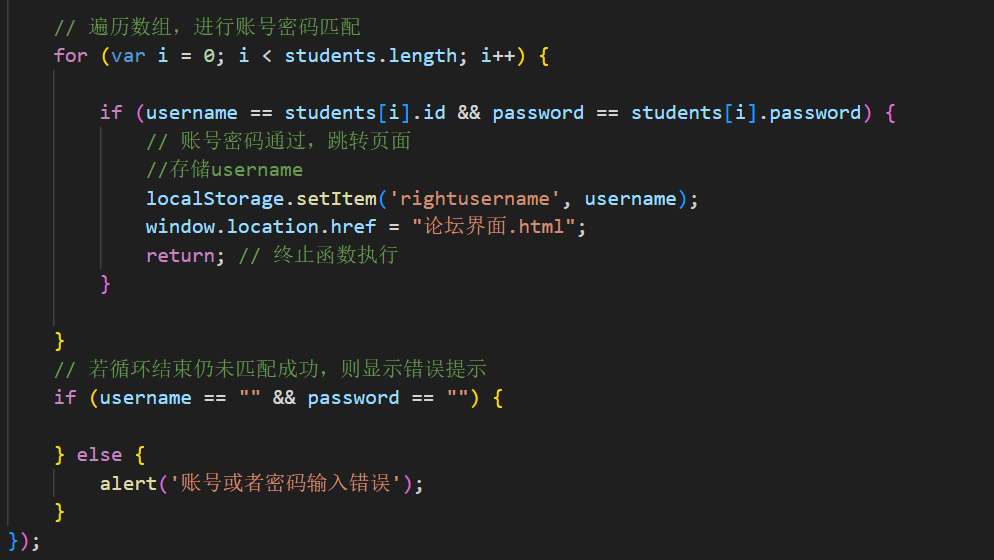 // 遍历数组，进行账号密码匹配
for (var i = 0; i < students.length; i++) {
if (username == students[i].id && password == students[i].password) {
// 账号密码通过，跳转页面
//存储username
localStorage.setItem('rightusername', username);
window.location.href = "论坛界面.html";
return; // 终止函数执行
}
}
// 若循环结束仍未匹配成功，则显示错误提示
if (username == "" && password == "") {
} else {
alert('账号或者密码输入错误');
}
});